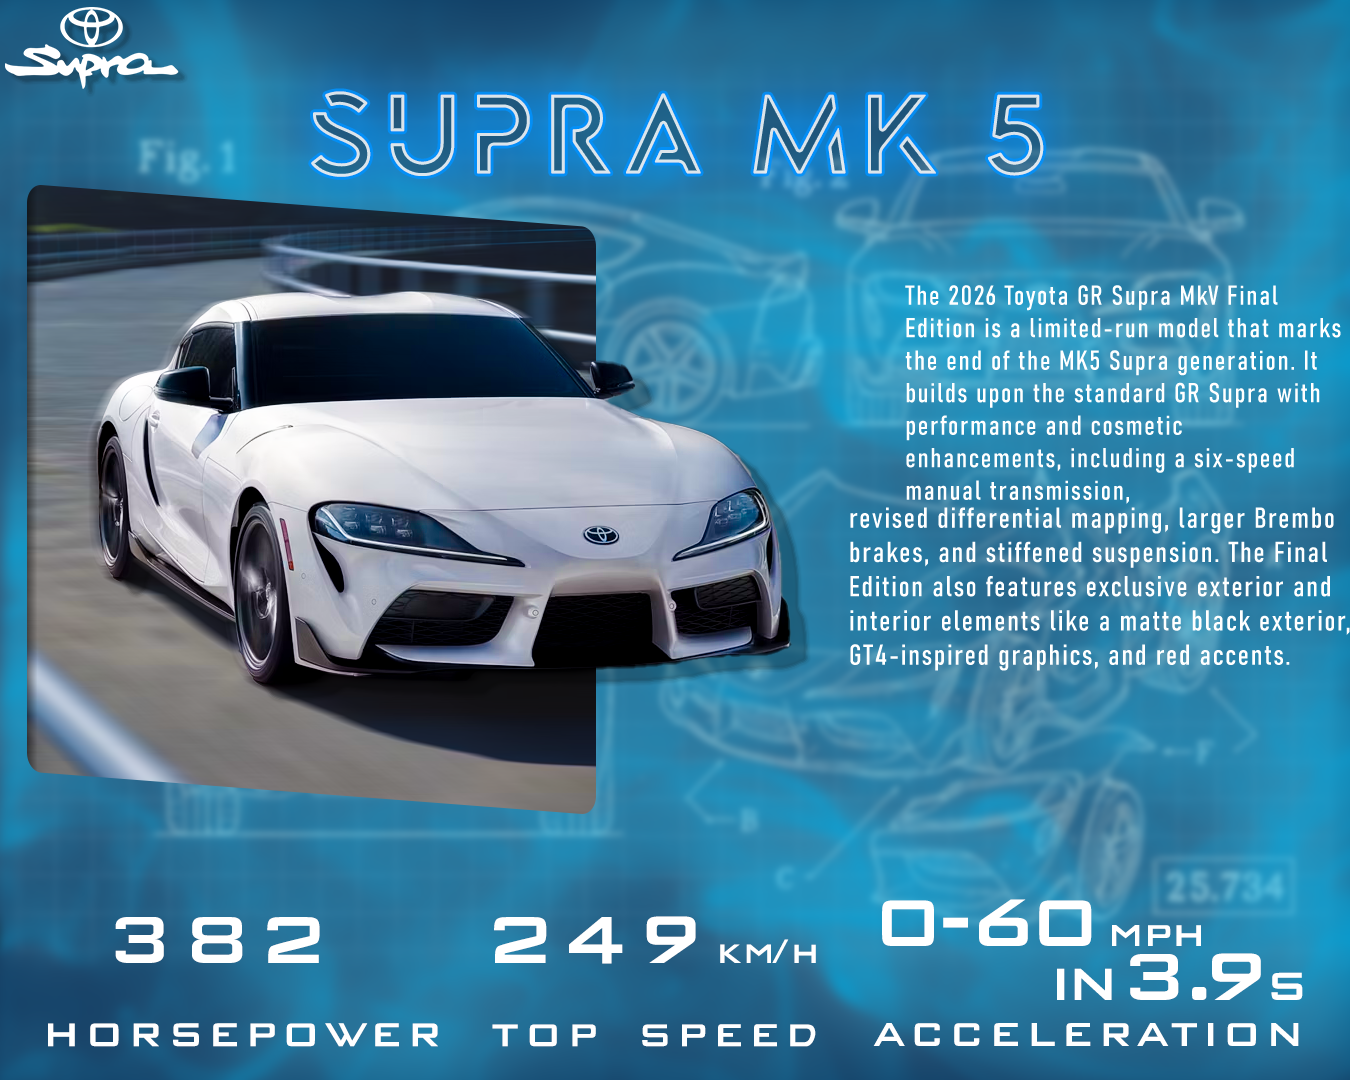 Supra
SUPRA MK 5
Fig. 1
Fig. 2
The 2026 Toyota GR Supra MkV Final
Edition is a limited-run model that marks
the end of the MK5 Supra generation. It
builds upon the standard GR Supra with
performance and cosmetic
enhancements, including a six-speed
manual transmission,
revised differential mapping, larger Brembo
brakes, and stiffened suspension. The Final
Edition also features exclusive exterior and
interior elements like a matte black exterior,
GT4-inspired graphics, and red accents.
F
B
C
25.734
382
HORSEPOWER
249 KM/H
TOP SPEED
0-60 MPH
IN 3.9S
ACCELERATION